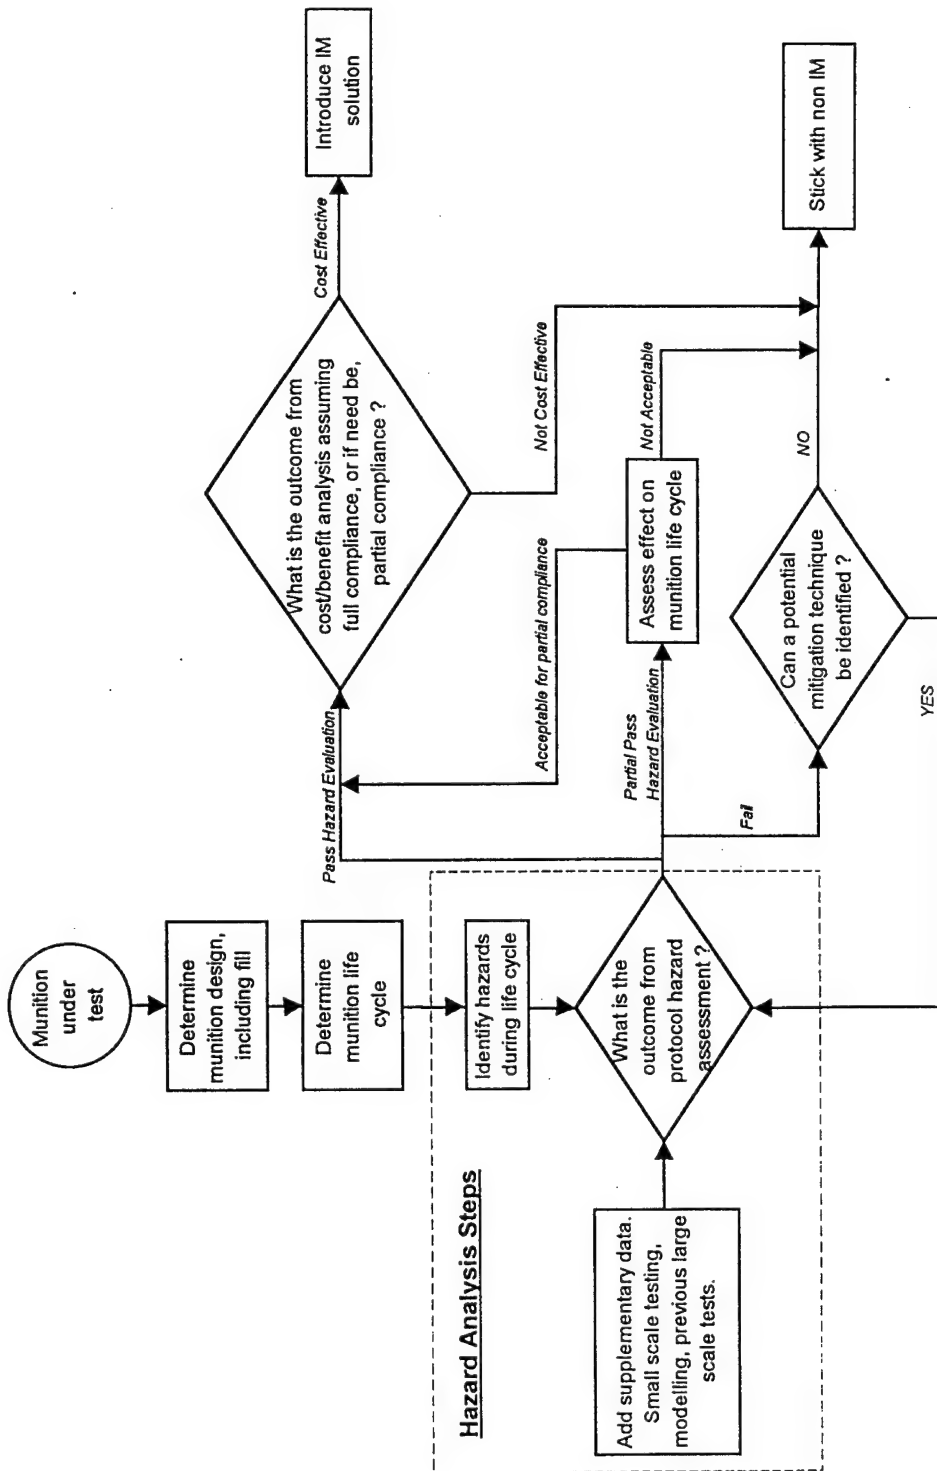 Munition
under
test
Determine
munition design,
including fill
Determine
munition life
cycle
Hazard Analysis Steps
Identify hazards
during life cycle
Add supplementary data.
Small scale testing,
modelling, previous large
scale tests.
What is the
outcome from
protocol hazard
assessment ?
Pass Hazard Evaluation
Partial Pass
Hazard Evaluation
Fail
Acceptable for partial compliance
Assess effect on
munition life cycle
Not Acceptable
What is the outcome from
cost/benefit analysis assuming
full compliance, or if need be,
partial compliance ?
Cost Effective
Not Cost Effective
Introduce IM
solution
Can a potential
mitigation technique
be identified ?
YES
NO
Stick with non IM